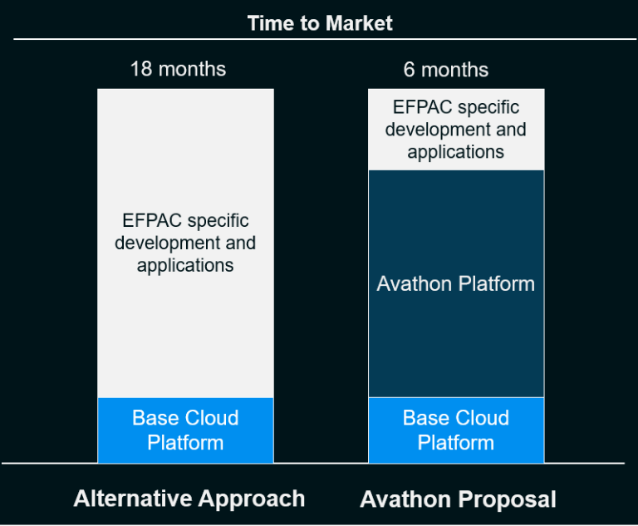 Time to Market
18 months
6 months
EFPAC specific
development and
applications
EFPAC specific
development and
applications
Avathon Platform
Base Cloud
Platform
Base Cloud
Platform
Alternative Approach
Avathon Proposal